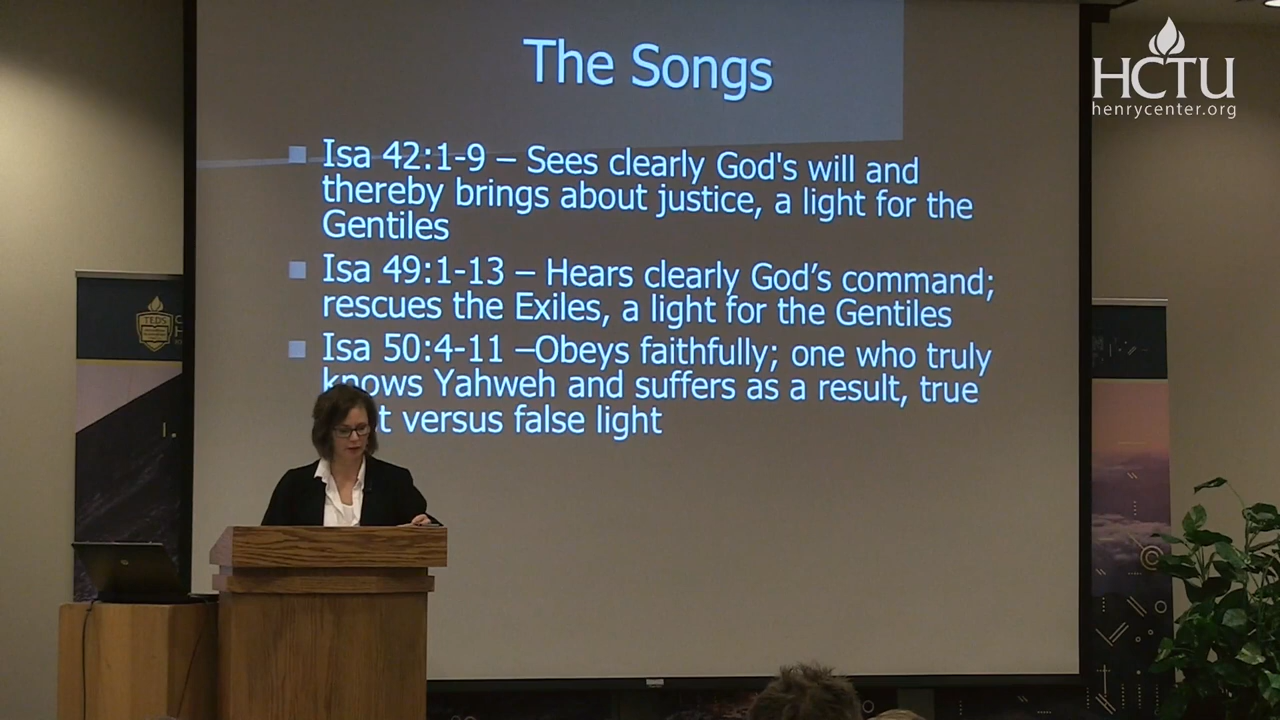 The Songs
HCTU
henrycenter.org
Isa 42:1-9 – Sees clearly God's will and
thereby brings about justice, a light for the
Gentiles
Isa 49:1-13 – Hears clearly God’s command;
rescues the Exiles, a light for the Gentiles
Isa 50:4-11 –Obeys faithfully; one who truly
knows Yahweh and suffers as a result, true
versus false light
TEDS